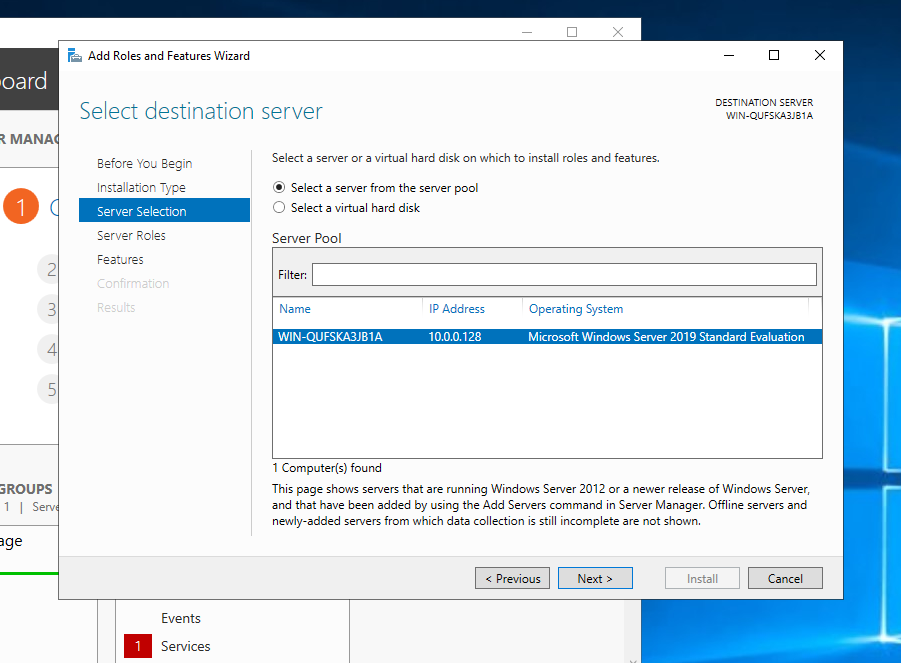 Add Roles and Features Wizard
oard
Select destination server
DESTINATION SERVER
WIN-QUFSKA3JB1A
R MANAG
Before You Begin
Installation Type
Server Selection
Server Roles
Features
Confirmation
Results
1
2
3
4
5
Select a server or a virtual hard disk on which to install roles and features.
Select a server from the server pool
Select a virtual hard disk
Server Pool
Filter:
Name IP Address Operating System
WIN-QUFSKA3JB1A 10.0.0.128 Microsoft Windows Server 2019 Standard Evaluation
1 Computer(s) found
This page shows servers that are running Windows Server 2012 or a newer release of Windows Server,
and that have been added by using the Add Servers command in Server Manager. Offline servers and
newly-added servers from which data collection is still incomplete are not shown.
GROUPS
1 | Serve
age
< Previous Next > Install Cancel
Events
1 Services